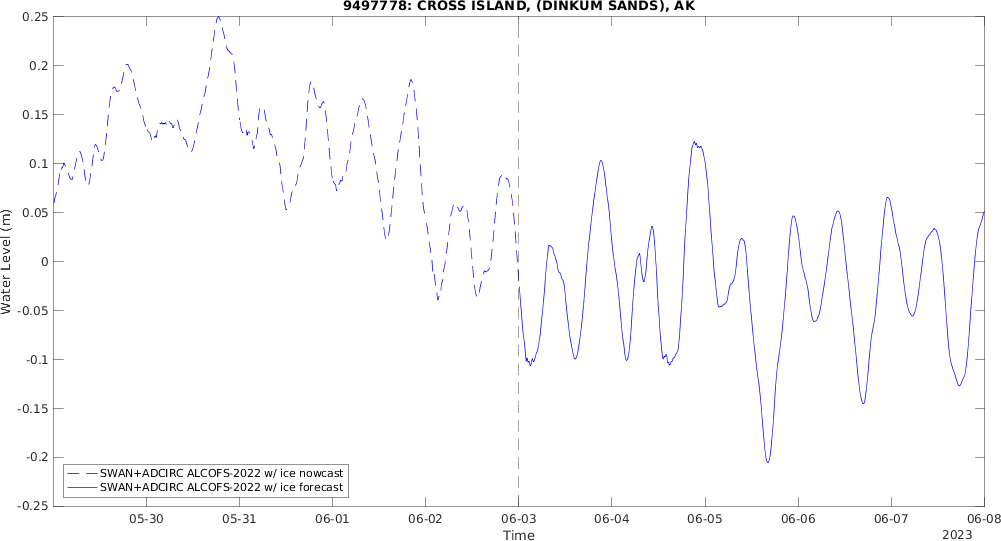 9497778: CROSS ISLAND, (DINKUM SANDS), AK
0.25
0.2
0.15
0.1
0.05
0
-0.05
-0.1
-0.15
-0.2
-0.25
Water Level (m)
SWAN+ADCIRC ALCOFS-2022 w/ ice nowcast
SWAN+ADCIRC ALCOFS-2022 w/ ice forecast
05-30 05-31 06-01 06-02 06-03 06-04 06-05 06-06 06-07 06-08
Time
2023